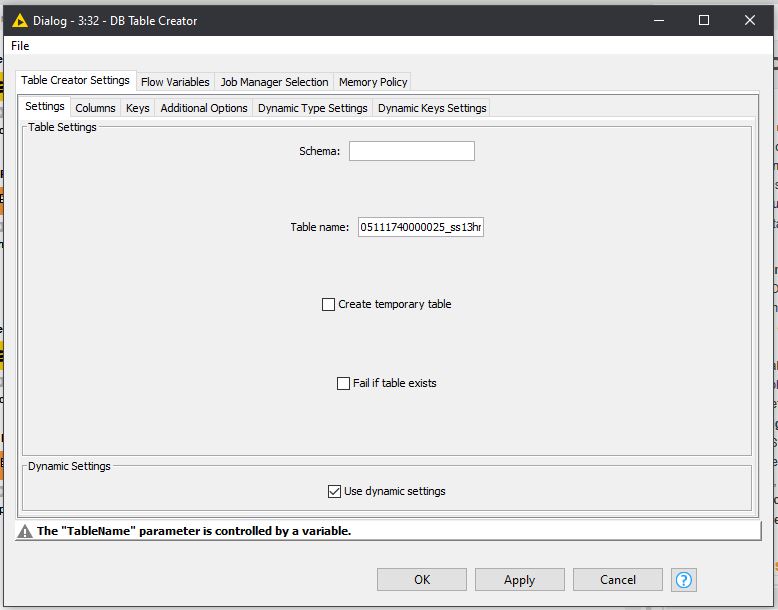 Dialog - 3:32 - DB Table Creator
File
Table Creator Settings Flow Variables Job Manager Selection Memory Policy
Settings Columns Keys Additional Options Dynamic Type Settings Dynamic Keys Settings
Table Settings
Schema:
Table name: 05111740000025_ss13hr
Create temporary table
Fail if table exists
Dynamic Settings
Use dynamic settings
The "TableName" parameter is controlled by a variable.
OK Apply Cancel ?